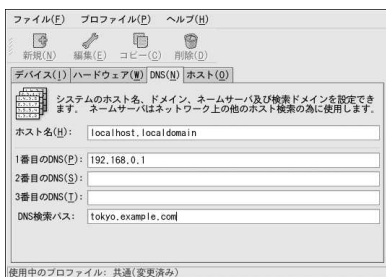 ファイル(F) プロファイル(P) ヘルプ(H)
新規(N) 編集(E) コピー(C) 削除(D)
デバイス(I) ハードウェア(W) DNS(N) ホスト(O)
システムのホスト名、ドメイン、ネームサーバ及び検索ドメインを設定でき
ます。 ネームサーバはネットワーク上の他のホスト検索の為に使用します。
ホスト名(H): localhost.localdomain
1番目のDNS(P): 192.168.0.1
2番目のDNS(S):
3番目のDNS(T):
DNS検索パス: tokyo.example.com
使用中のプロファイル: 共通(変更済み)